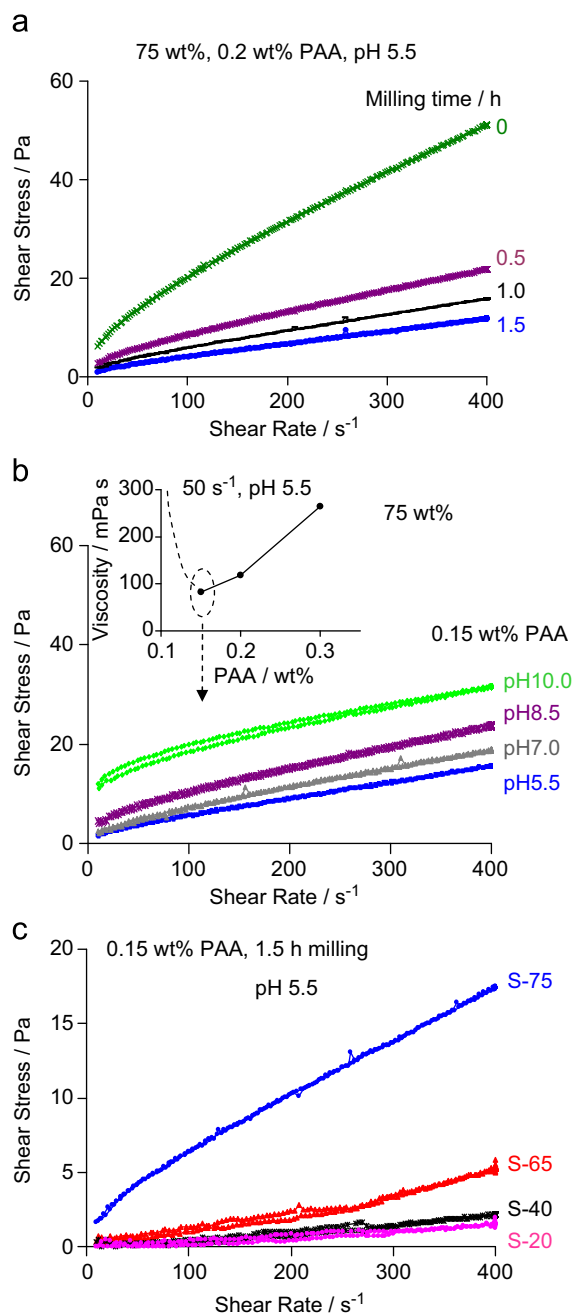 a
75 wt%, 0.2 wt% PAA, pH 5.5
Milling time / h
60
40
20
0
0
0.5
1.0
1.5
0
100
200
300
400
Shear Stress / Pa
Shear Rate / s-1
b
50 s-1, pH 5.5
75 wt%
300
200
100
0
Viscosity / mPa s
0.1
0.2
0.3
PAA / wt%
0.15 wt% PAA
60
40
20
0
pH10.0
pH8.5
pH7.0
pH5.5
0
100
200
300
400
Shear Stress / Pa
Shear Rate / s-1
c
0.15 wt% PAA, 1.5 h milling
pH 5.5
20
15
10
5
0
S-75
S-65
S-40
S-20
0
100
200
300
400
Shear Stress / Pa
Shear Rate / s-1